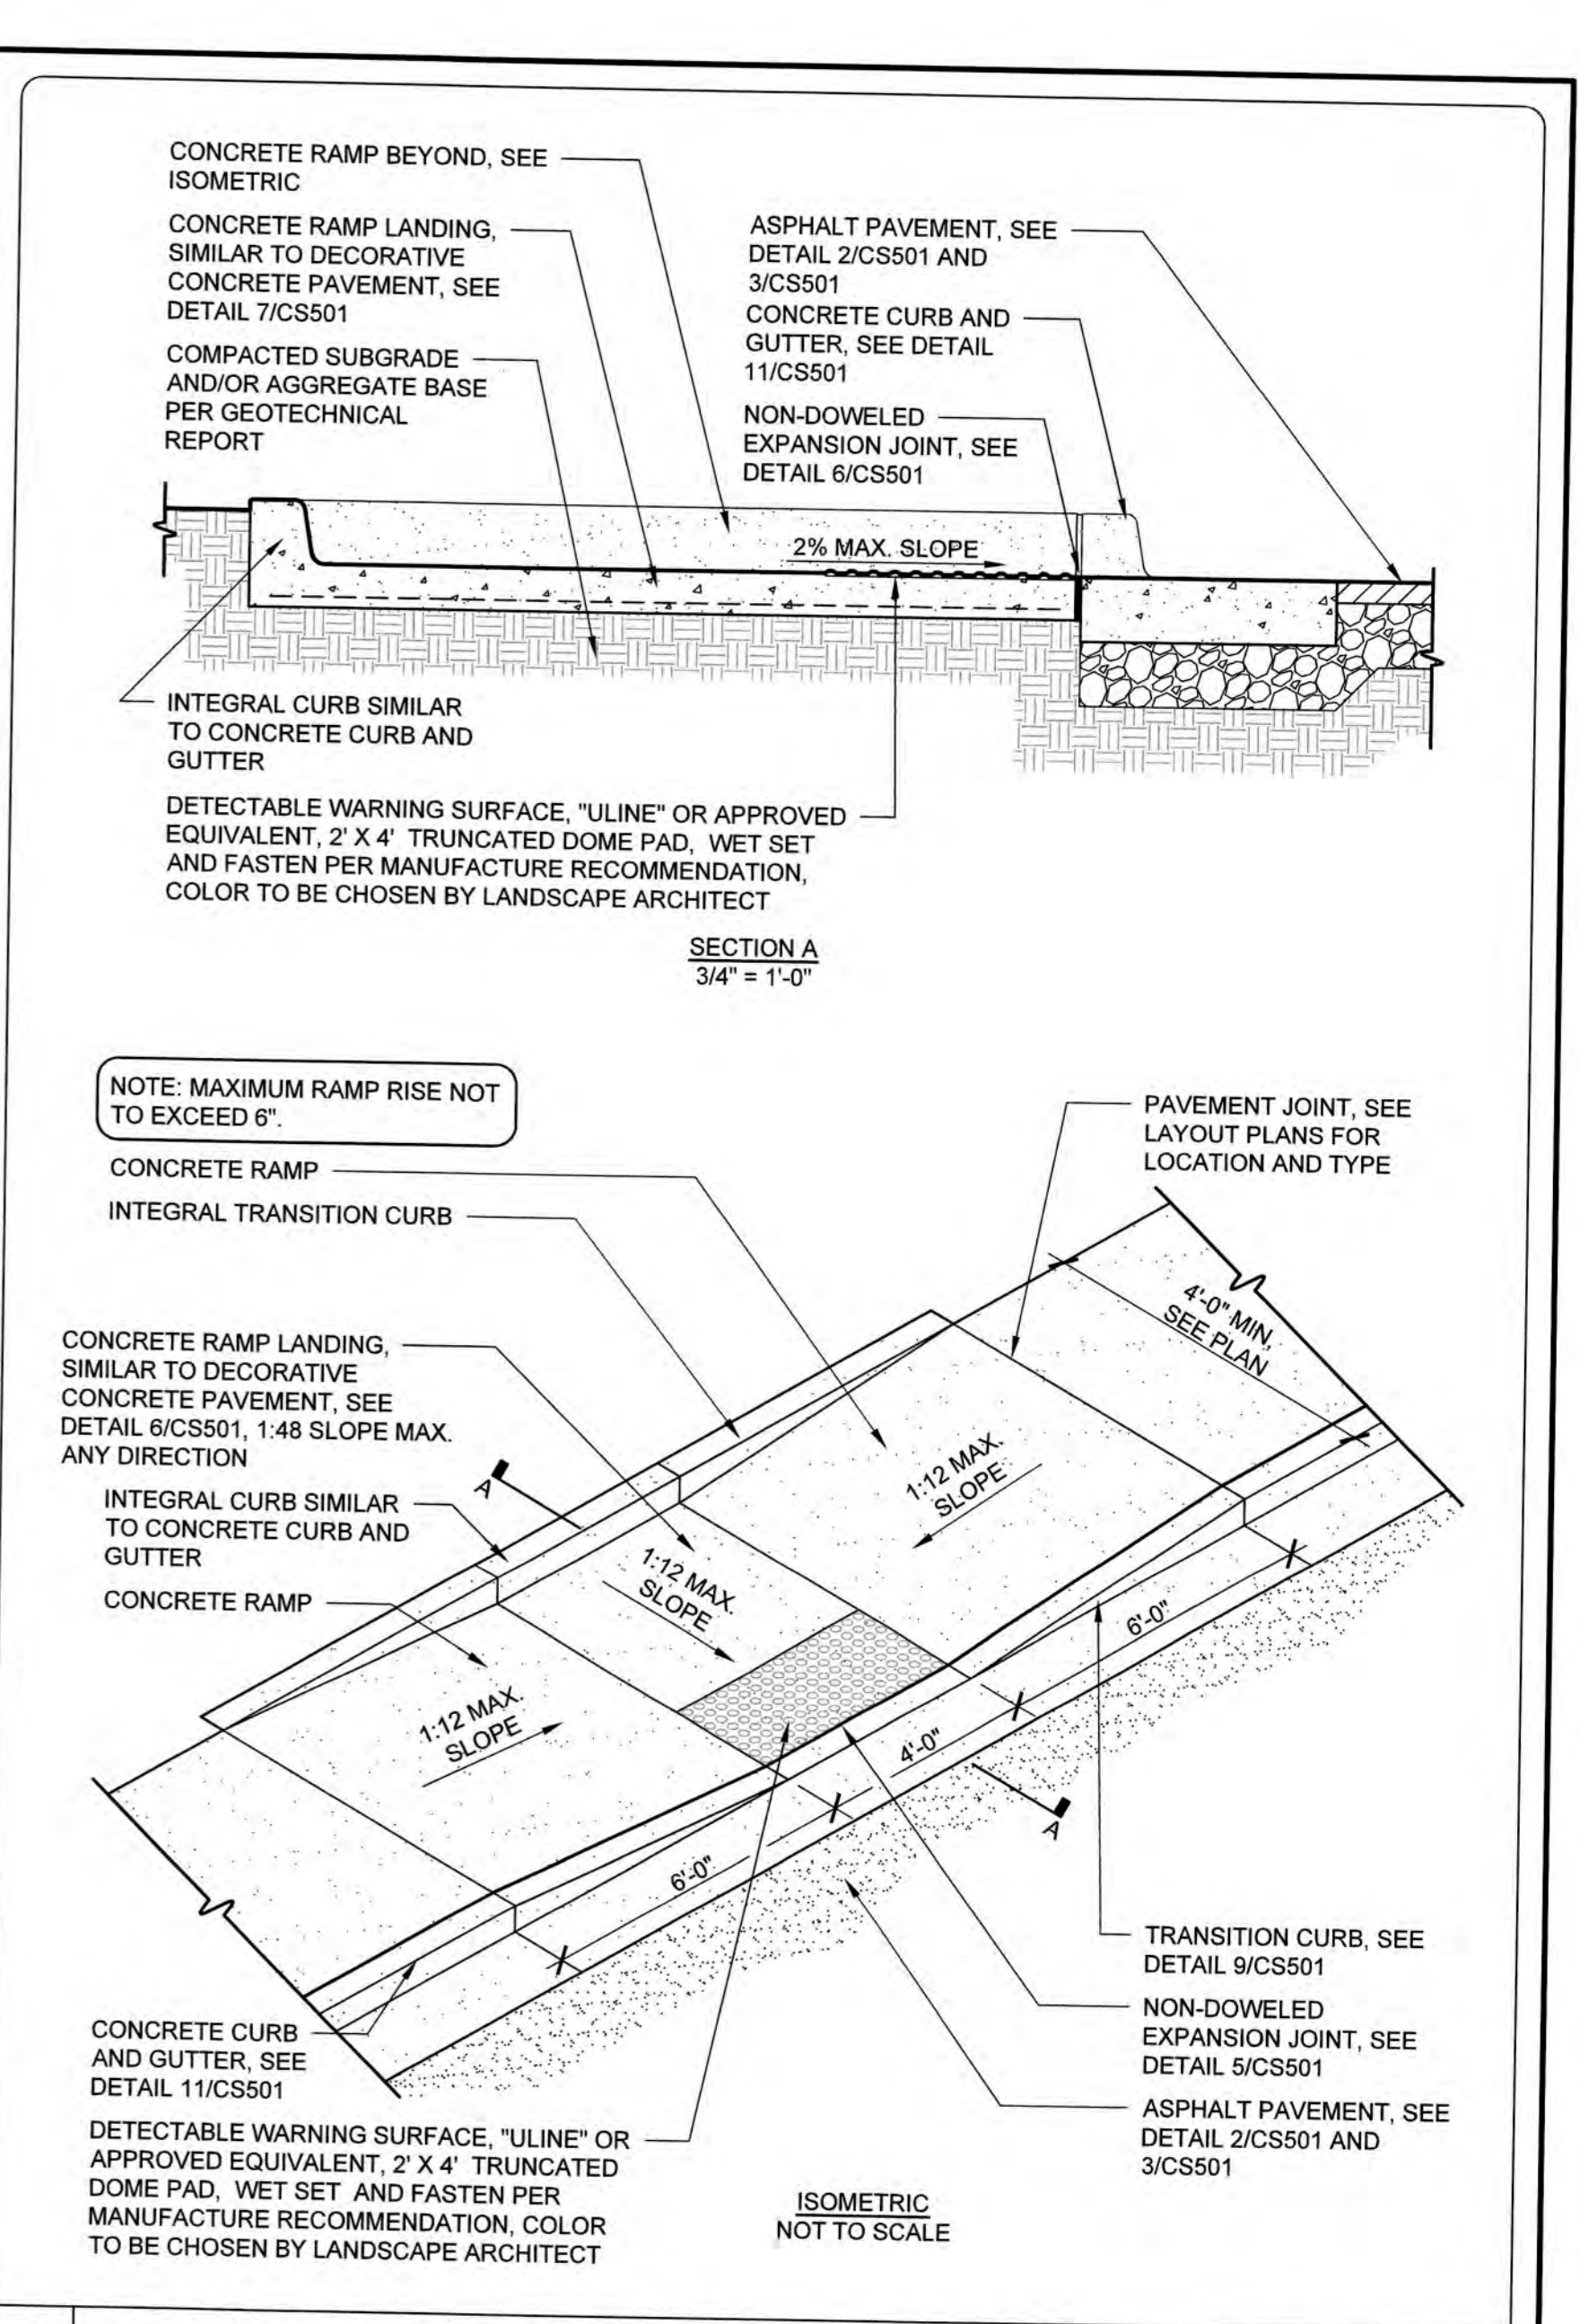 CONCRETE RAMP BEYOND, SEE
ISOMETRIC
CONCRETE RAMP LANDING,
SIMILAR TO DECORATIVE
CONCRETE PAVEMENT, SEE
DETAIL 7/CS501
COMPACTED SUBGRADE
AND/OR AGGREGATE BASE
PER GEOTECHNICAL
REPORT
ASPHALT PAVEMENT, SEE
DETAIL 2/CS501 AND
3/CS501
CONCRETE CURB AND
GUTTER, SEE DETAIL
11/CS501
NON-DOWELED
EXPANSION JOINT, SEE
DETAIL 6/CS501
2% MAX. SLOPE
INTEGRAL CURB SIMILAR
TO CONCRETE CURB AND
GUTTER
DETECTABLE WARNING SURFACE, "ULINE" OR APPROVED
EQUIVALENT, 2' X 4' TRUNCATED DOME PAD, WET SET
AND FASTEN PER MANUFACTURE RECOMMENDATION,
COLOR TO BE CHOSEN BY LANDSCAPE ARCHITECT
SECTION A
3/4" = 1'-0"
NOTE: MAXIMUM RAMP RISE NOT
TO EXCEED 6".
CONCRETE RAMP
INTEGRAL TRANSITION CURB
PAVEMENT JOINT, SEE
LAYOUT PLANS FOR
LOCATION AND TYPE
4'-0" MIN,
SEE PLAN
CONCRETE RAMP LANDING,
SIMILAR TO DECORATIVE
CONCRETE PAVEMENT, SEE
DETAIL 6/CS501, 1:48 SLOPE MAX.
ANY DIRECTION
A
1:12 MAX.
SLOPE
INTEGRAL CURB SIMILAR
TO CONCRETE CURB AND
GUTTER
1:12 MAX.
SLOPE
CONCRETE RAMP
6'-0"
1:12 MAX.
SLOPE
4'-0"
A
6'-0"
TRANSITION CURB, SEE
DETAIL 9/CS501
NON-DOWELED
EXPANSION JOINT, SEE
DETAIL 5/CS501
ASPHALT PAVEMENT, SEE
DETAIL 2/CS501 AND
3/CS501
CONCRETE CURB
AND GUTTER, SEE
DETAIL 11/CS501
DETECTABLE WARNING SURFACE, "ULINE" OR
APPROVED EQUIVALENT, 2' X 4' TRUNCATED
DOME PAD, WET SET AND FASTEN PER
MANUFACTURE RECOMMENDATION, COLOR
TO BE CHOSEN BY LANDSCAPE ARCHITECT
ISOMETRIC
NOT TO SCALE